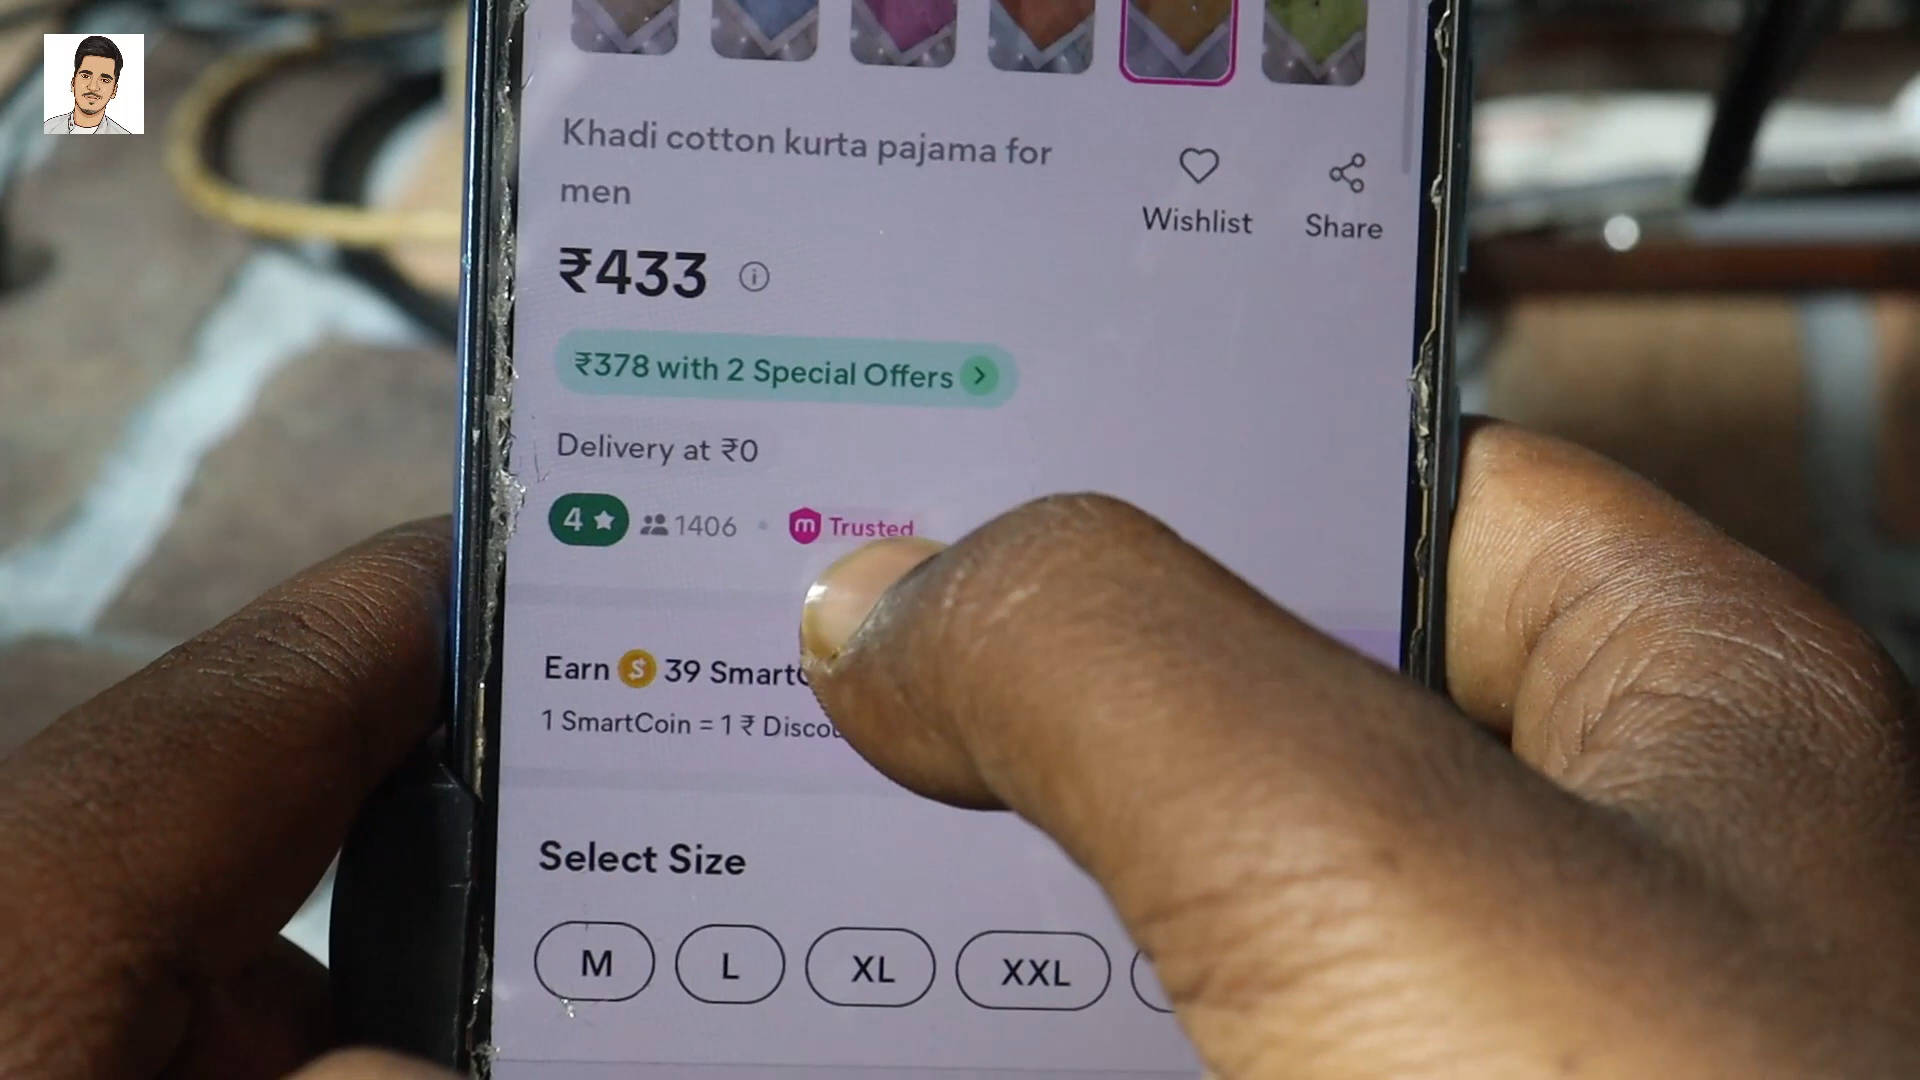 Khadi cotton kurta pajama for
men
Wishlist
Share
₹433
₹378 with 2 Special Offers
Delivery at ₹0
4 1406 • m Trusted
Earn 39
1 SmartCoin = 1 ₹
Select Size
M L XL XXL